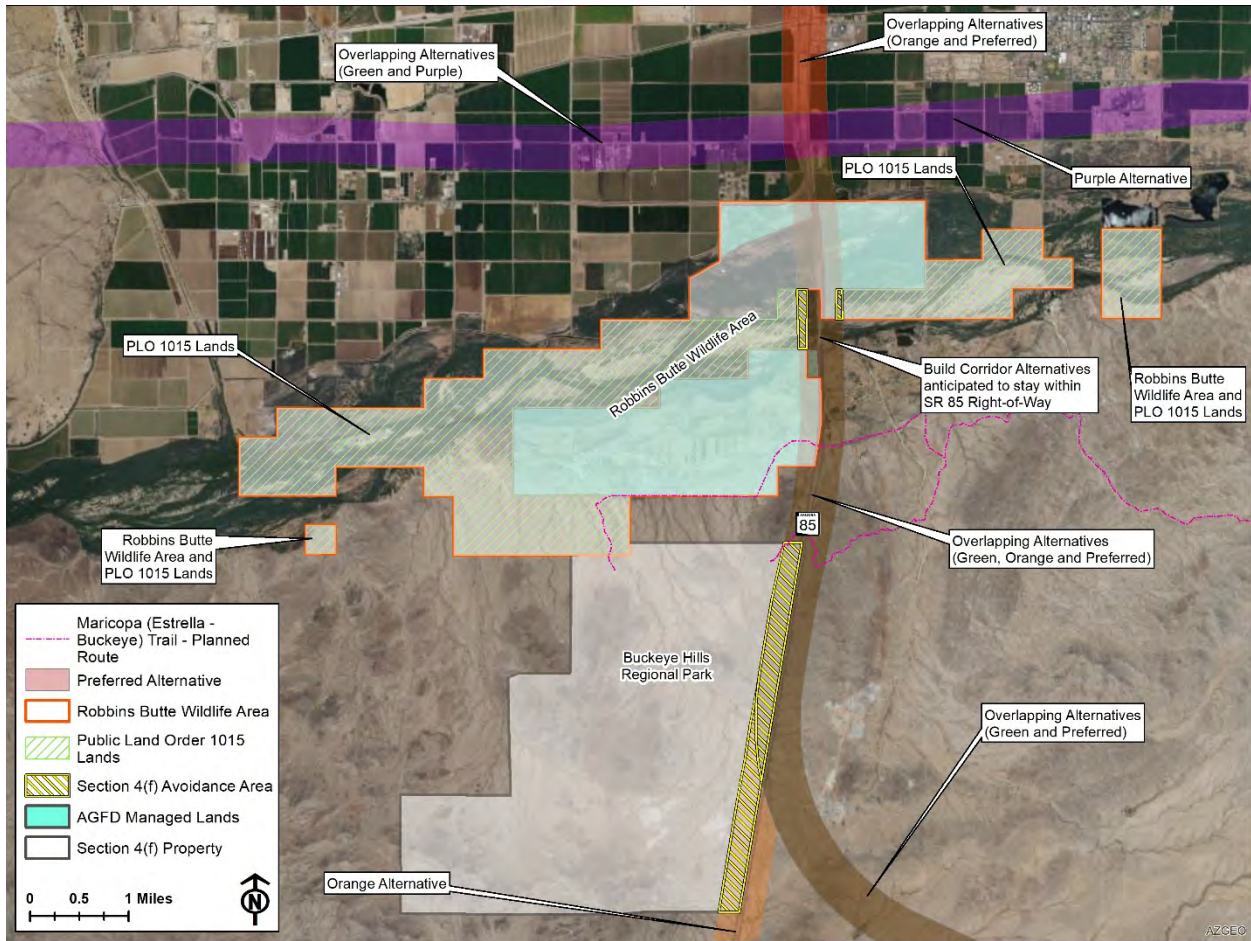 Overlapping Alternatives
(Orange and Preferred)
Overlapping Alternatives
(Green and Purple)
PLO 1015 Lands
Purple Alternative
PLO 1015 Lands
Robbins Butte Wildlife Area
Build Corridor Alternatives
anticipated to stay within
SR 85 Right-of-Way
Robbins Butte
Wildlife Area and
PLO 1015 Lands
85
Robbins Butte
Wildlife Area and
PLO 1015 Lands
Overlapping Alternatives
(Green, Orange and Preferred)
Buckeye Hills
Regional Park
Overlapping Alternatives
(Green and Preferred)
Orange Alternative
Maricopa (Estrella -
Buckeye) Trail - Planned
Route
Preferred Alternative
Robbins Butte Wildlife Area
Public Land Order 1015
Lands
Section 4(f) Avoidance Area
AGFD Managed Lands
Section 4(f) Property
0 0.5 1 Miles
N
AZGEO